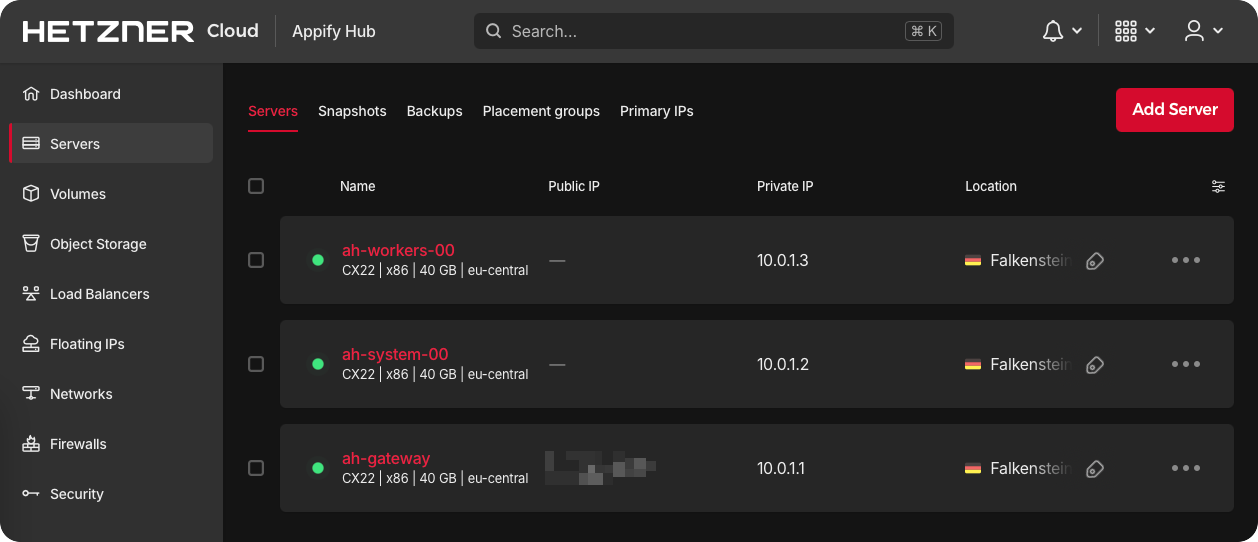 HETZNER Cloud Appify Hub Search... ⌘ K
Dashboard
Servers
Volumes
Object Storage
Load Balancers
Floating IPs
Networks
Firewalls
Security
Servers Snapshots Backups Placement groups Primary IPs Add Server
Name Public IP Private IP Location
ah-workers-00
CX22 | x86 | 40 GB | eu-central — 10.0.1.3 Falkenstein
ah-system-00
CX22 | x86 | 40 GB | eu-central — 10.0.1.2 Falkenstein
ah-gateway
CX22 | x86 | 40 GB | eu-central 10.0.1.1 Falkenstein